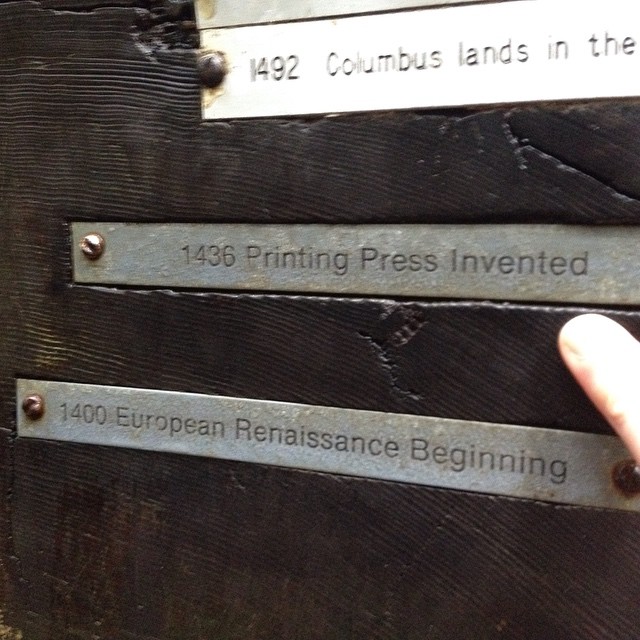 1492 Columbus lands in the
1436 Printing Press Invented
1400 European Renaissance Beginning